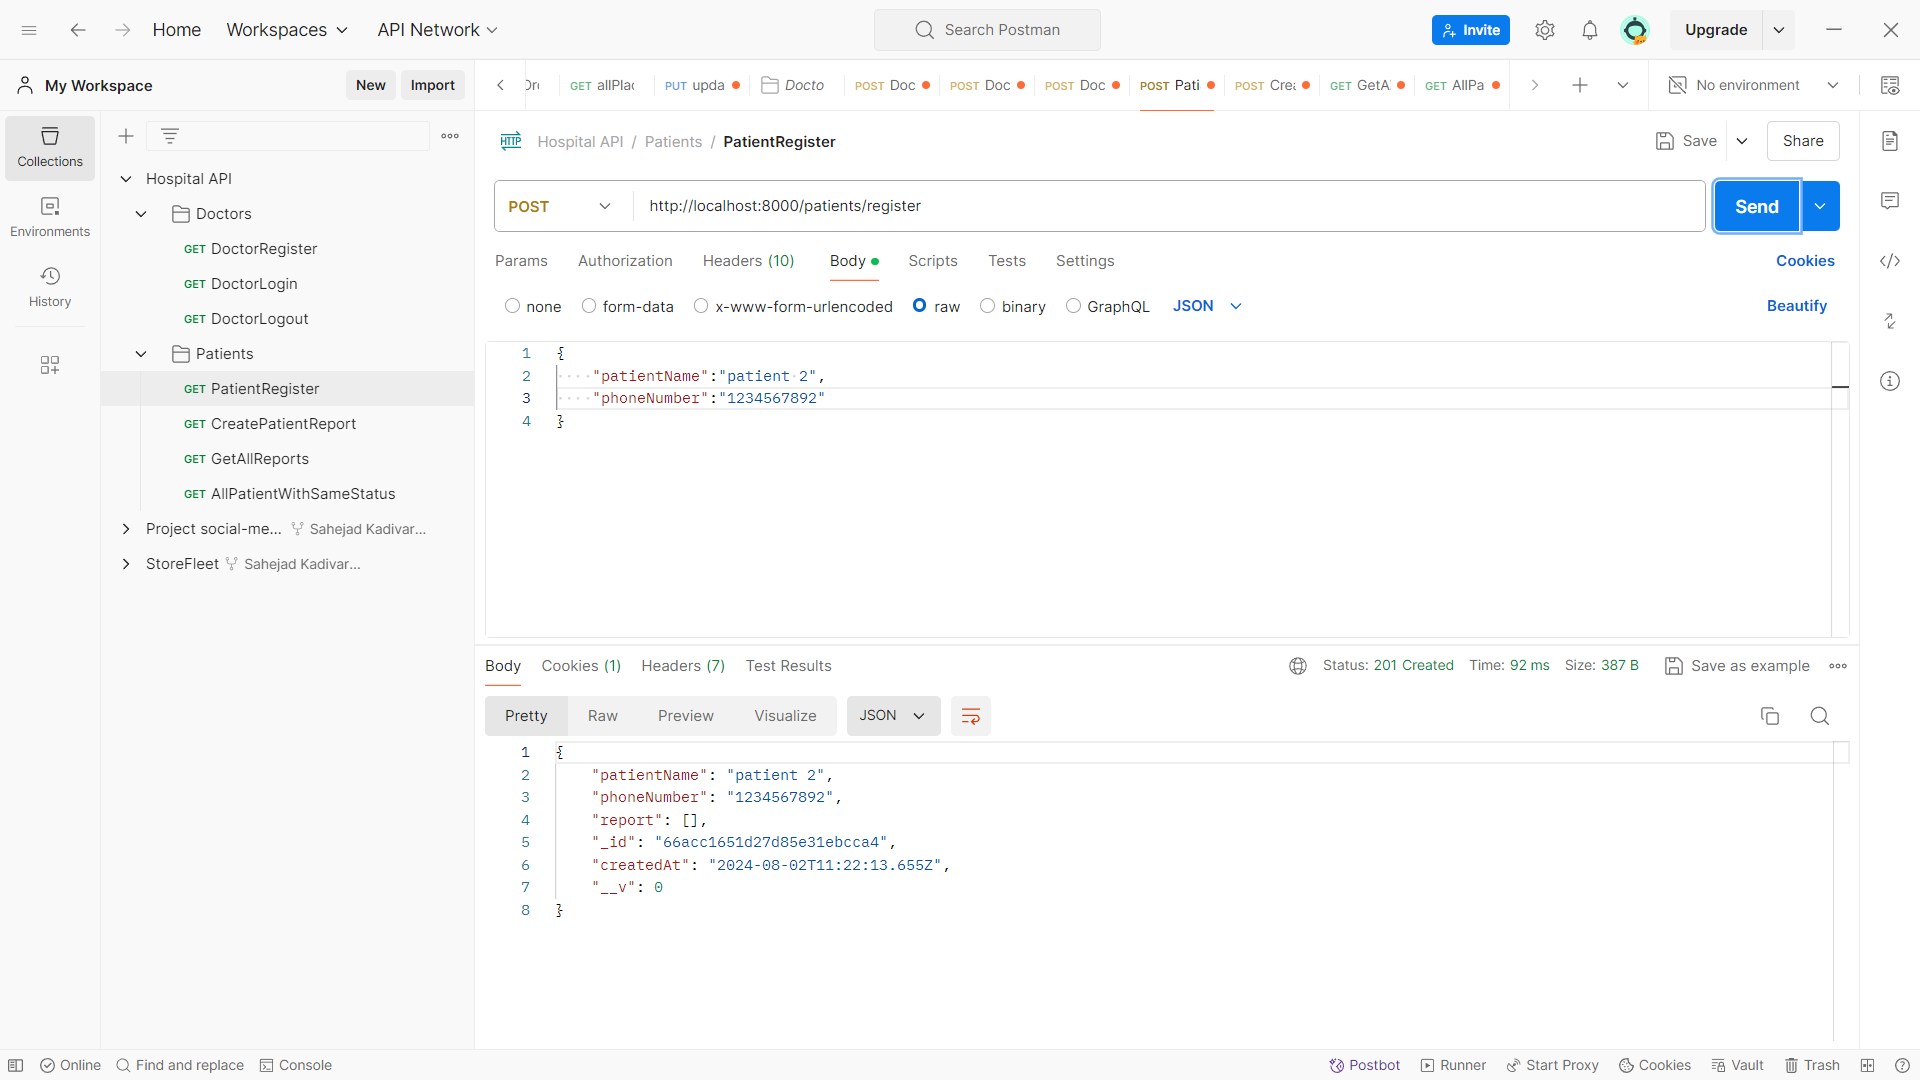 Home
Workspaces
API Network
Search Postman
Invite
Upgrade
My Workspace
New
Import
GET allPlac
PUT upda
Docto
POST Doc
POST Doc
POST Doc
POST Pati
POST Crea
GET GetA
GET AllPa
No environment
Collections
Environments
History
Hospital API
Doctors
GET DoctorRegister
GET DoctorLogin
GET DoctorLogout
Patients
GET PatientRegister
GET CreatePatientReport
GET GetAllReports
GET AllPatientWithSameStatus
Project social-me... Sahejad Kadivar...
StoreFleet Sahejad Kadivar...
HTTP Hospital API / Patients / PatientRegister
Save
Share
POST
http://localhost:8000/patients/register
Send
Params Authorization Headers (10) Body Scripts Tests Settings
Cookies
none form-data x-www-form-urlencoded raw binary GraphQL JSON
Beautify
1 {
2 "patientName":"patient 2",
3 "phoneNumber":"1234567892"
4 }
Body Cookies (1) Headers (7) Test Results
Status: 201 Created Time: 92 ms Size: 387 B
Save as example
Pretty Raw Preview Visualize JSON
1 {
2 "patientName": "patient 2",
3 "phoneNumber": "1234567892",
4 "report": [],
5 "_id": "66acc1651d27d85e31ebcca4",
6 "createdAt": "2024-08-02T11:22:13.655Z",
7 "__v": 0
8 }
Online
Find and replace
Console
Postbot
Runner
Start Proxy
Cookies
Vault
Trash